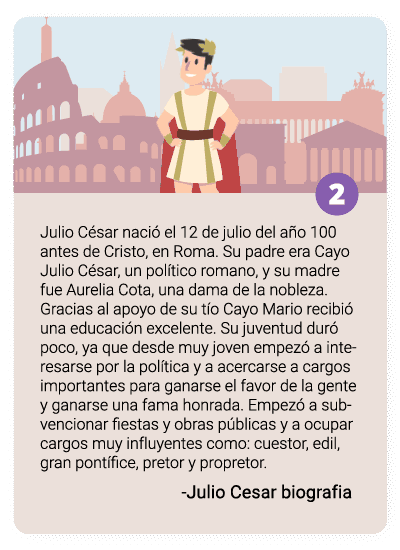 2
Julio César nació el 12 de julio del año 100
antes de Cristo, en Roma. Su padre era Cayo
Julio César, un político romano, y su madre
fue Aurelia Cota, una dama de la nobleza.
Gracias al apoyo de su tío Cayo Mario recibió
una educación excelente. Su juventud duró
poco, ya que desde muy joven empezó a inte-
resarse por la política y a acercarse a cargos
importantes para ganarse el favor de la gente
y ganarse una fama honrada. Empezó a sub-
vencionar fiestas y obras públicas y a ocupar
cargos muy influyentes como: cuestor, edil,
gran pontífice, pretor y propretor.
-Julio Cesar biografia